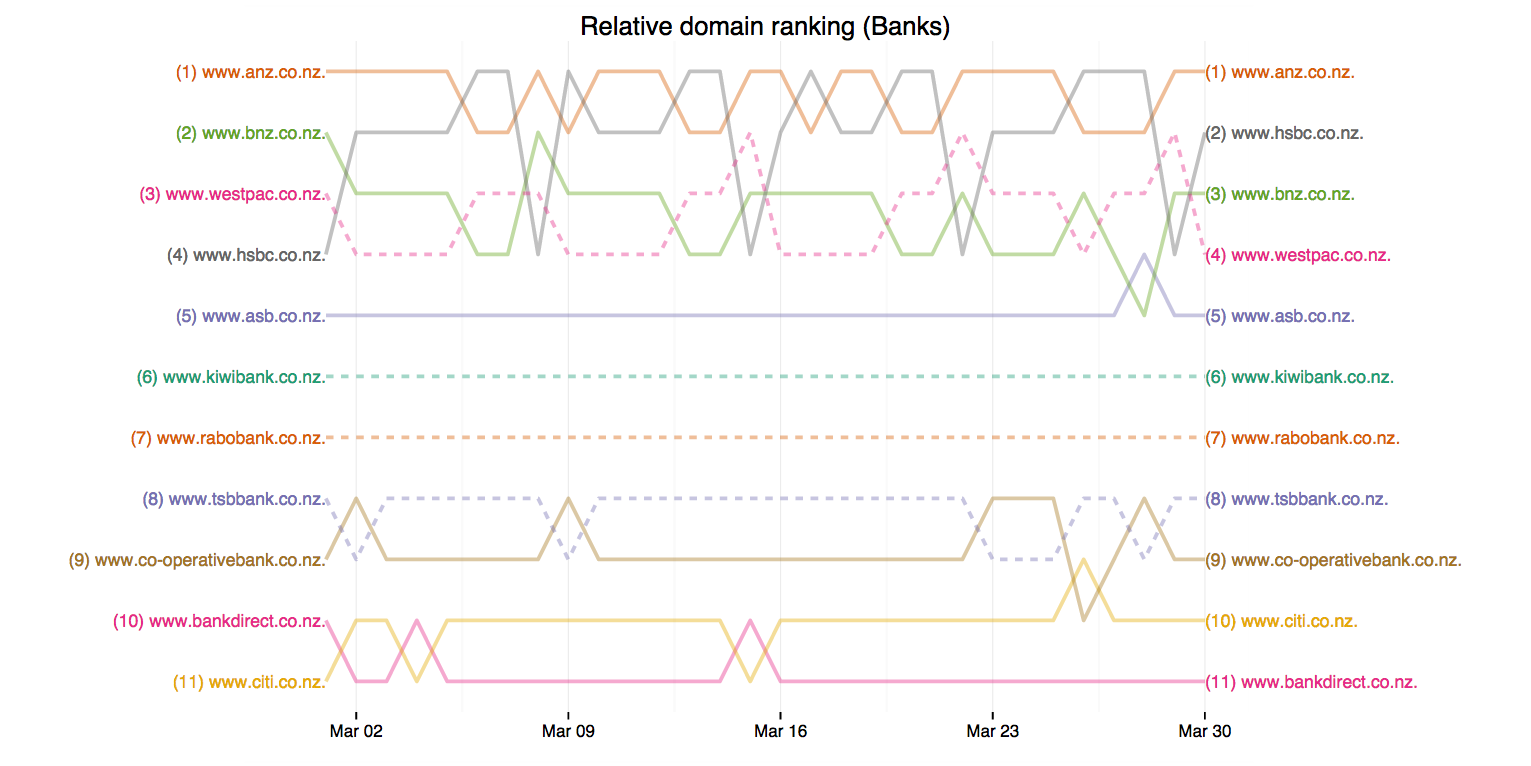 Relative domain ranking (Banks)
(1) www.anz.co.nz. (1) www.anz.co.nz.
(2) www.bnz.co.nz. (2) www.hsbc.co.nz.
(3) www.westpac.co.nz. (3) www.bnz.co.nz.
(4) www.hsbc.co.nz. (4) www.westpac.co.nz.
(5) www.asb.co.nz. (5) www.asb.co.nz.
(6) www.kiwibank.co.nz. (6) www.kiwibank.co.nz.
(7) www.rabobank.co.nz. (7) www.rabobank.co.nz.
(8) www.tsbbank.co.nz. (8) www.tsbbank.co.nz.
(9) www.co-operativebank.co.nz. (9) www.co-operativebank.co.nz.
(10) www.bankdirect.co.nz. (10) www.citi.co.nz.
(11) www.citi.co.nz. (11) www.bankdirect.co.nz.
Mar 02 Mar 09 Mar 16 Mar 23 Mar 30